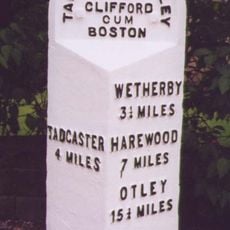 CLIFFORD
CUM
BOSTON
TADCASTER
4 MILES
WETHERBY
3½ MILES
HAREWOOD
7 MILES
OTLEY
15½ MILES